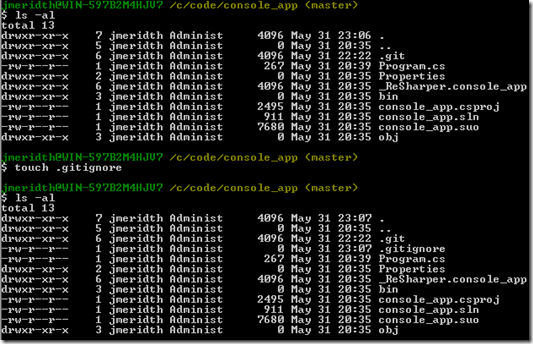 jmeridth@WIN-597B2M4HJV7 /c/code/console_app (master)
$ ls -al
total 13
drwxr-xr-x 7 jmeridth Administ 4096 May 31 23:06 .
drwxr-xr-x 5 jmeridth Administ 0 May 31 20:35 ..
drwxr-xr-x 6 jmeridth Administ 4096 May 31 22:22 .git
-rw-r--r-- 1 jmeridth Administ 267 May 31 20:39 Program.cs
drwxr-xr-x 2 jmeridth Administ 0 May 31 20:35 Properties
drwxr-xr-x 6 jmeridth Administ 4096 May 31 20:35 _ReSharper.console_app
drwxr-xr-x 3 jmeridth Administ 0 May 31 20:35 bin
-rw-r--r-- 1 jmeridth Administ 2495 May 31 20:35 console_app.csproj
-rw-r--r-- 1 jmeridth Administ 911 May 31 20:35 console_app.sln
-rw-r--r-- 1 jmeridth Administ 7680 May 31 20:35 console_app.suo
drwxr-xr-x 3 jmeridth Administ 0 May 31 20:35 obj
jmeridth@WIN-597B2M4HJV7 /c/code/console_app (master)
$ touch .gitignore
jmeridth@WIN-597B2M4HJV7 /c/code/console_app (master)
$ ls -al
total 13
drwxr-xr-x 7 jmeridth Administ 4096 May 31 23:07 .
drwxr-xr-x 5 jmeridth Administ 0 May 31 20:35 ..
drwxr-xr-x 6 jmeridth Administ 4096 May 31 22:22 .git
-rw-r--r-- 1 jmeridth Administ 0 May 31 23:07 .gitignore
-rw-r--r-- 1 jmeridth Administ 267 May 31 20:39 Program.cs
drwxr-xr-x 2 jmeridth Administ 0 May 31 20:35 Properties
drwxr-xr-x 6 jmeridth Administ 4096 May 31 20:35 _ReSharper.console_app
drwxr-xr-x 3 jmeridth Administ 0 May 31 20:35 bin
-rw-r--r-- 1 jmeridth Administ 2495 May 31 20:35 console_app.csproj
-rw-r--r-- 1 jmeridth Administ 911 May 31 20:35 console_app.sln
-rw-r--r-- 1 jmeridth Administ 7680 May 31 20:35 console_app.suo
drwxr-xr-x 3 jmeridth Administ 0 May 31 20:35 obj